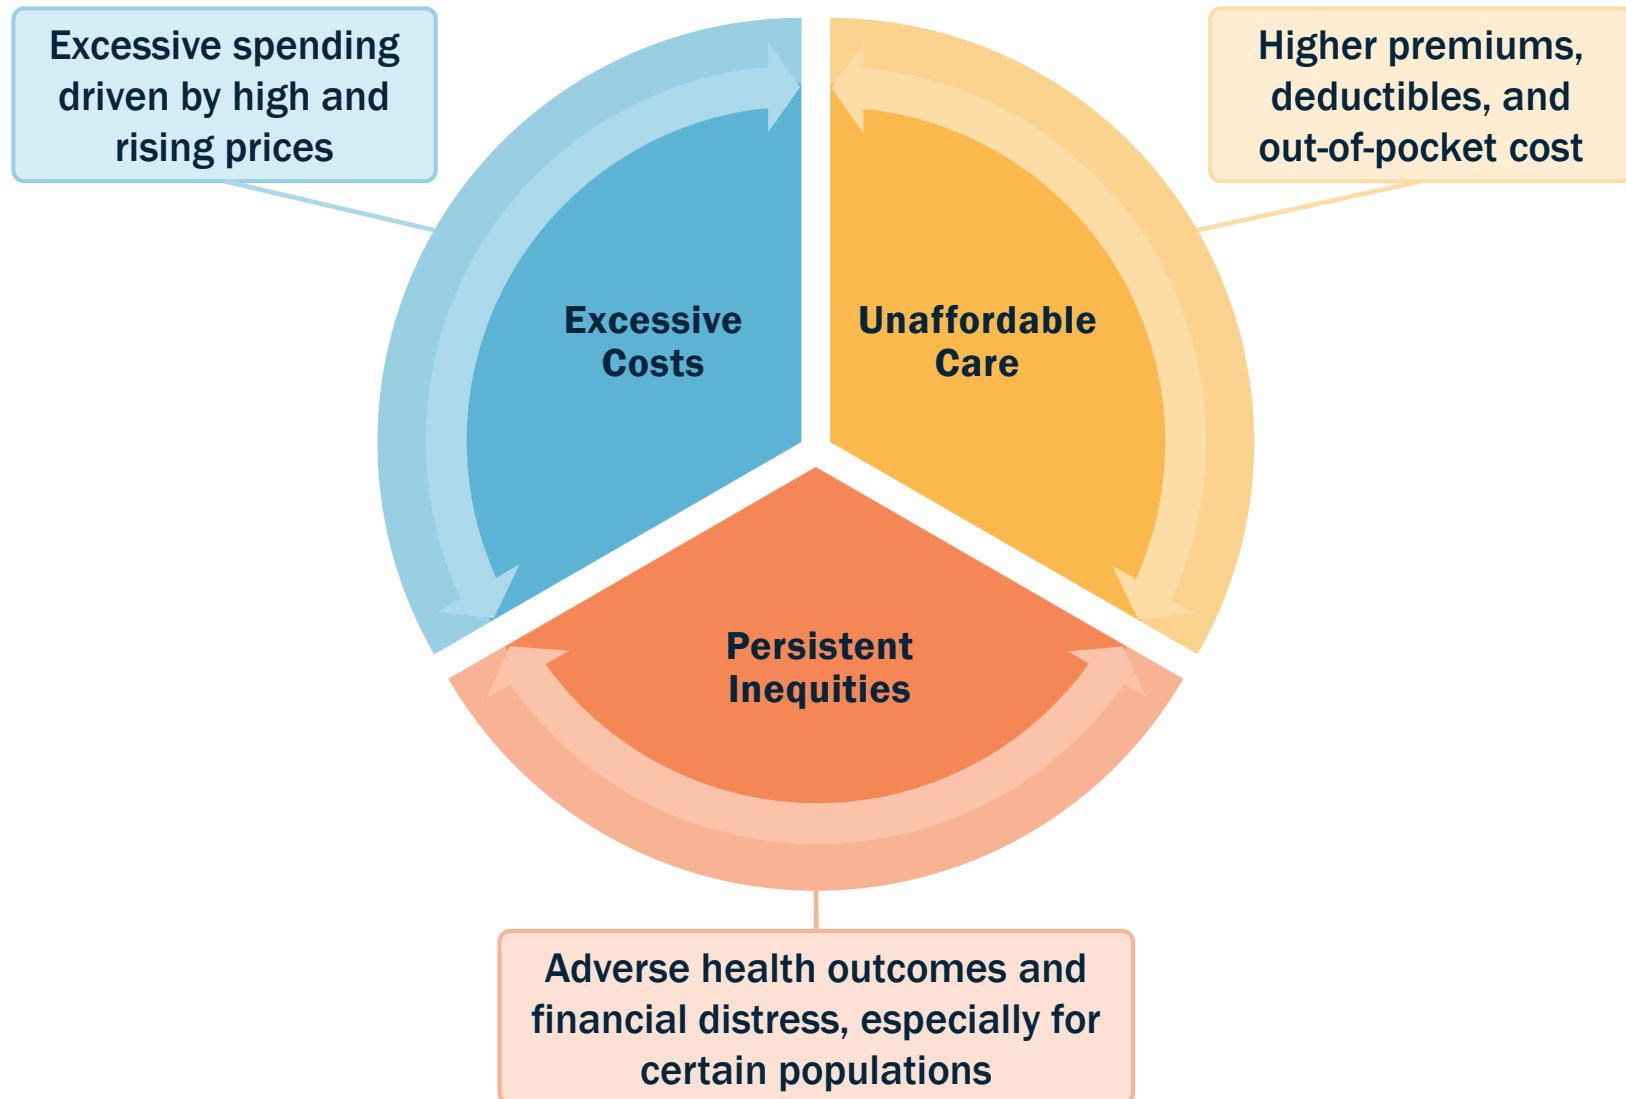 Excessive spending
driven by high and
rising prices
Higher premiums,
deductibles, and
out-of-pocket cost
Excessive
Costs
Unaffordable
Care
Persistent
Inequities
Adverse health outcomes and
financial distress, especially for
certain populations